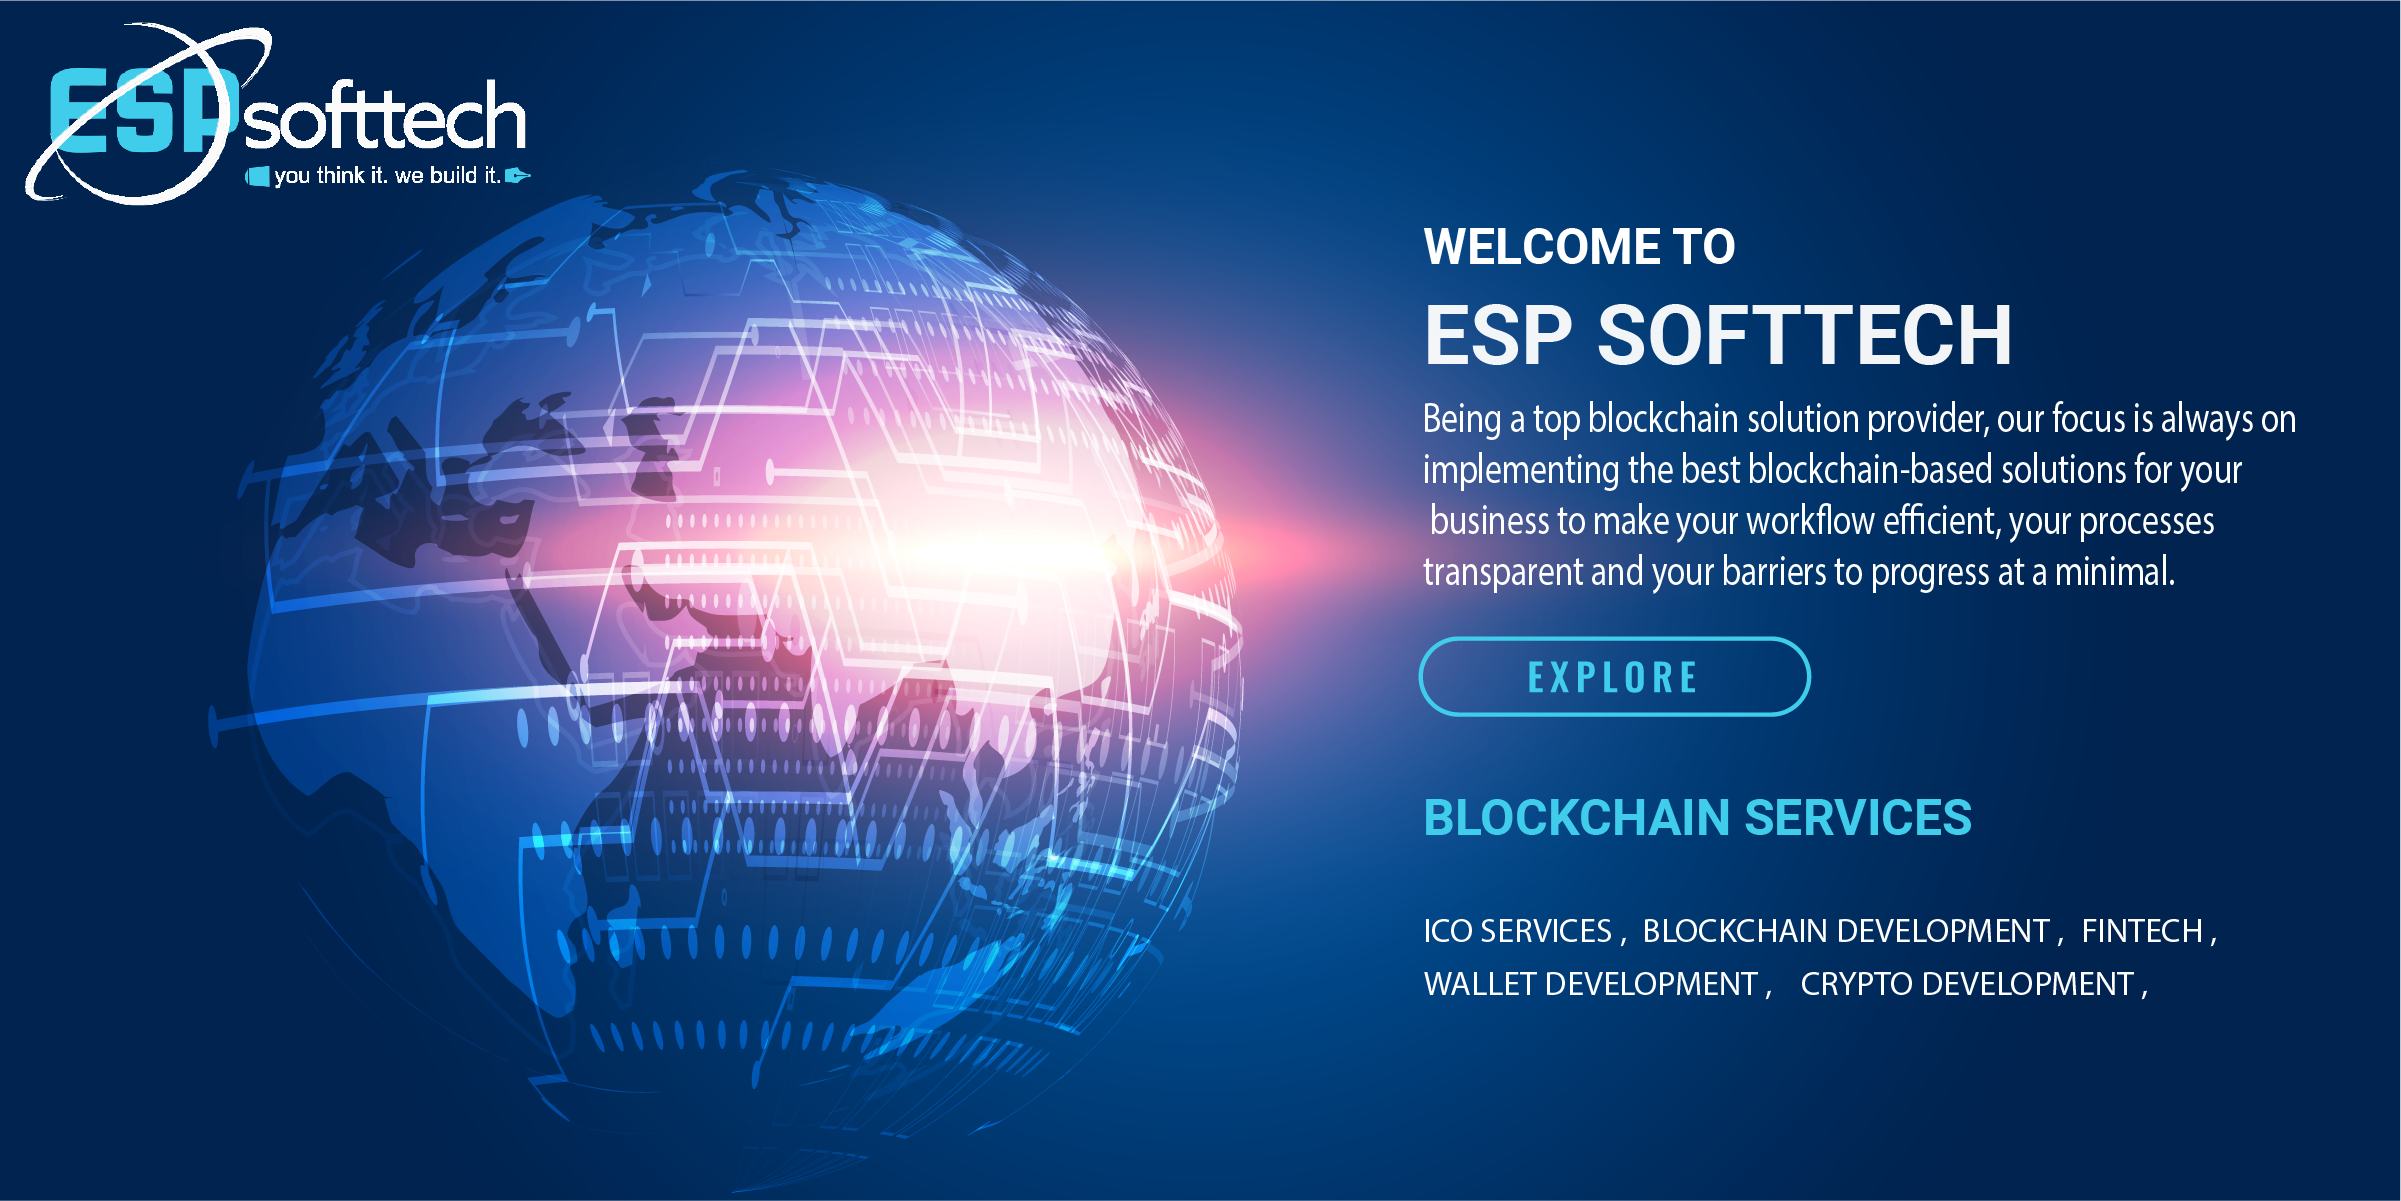 ESP softtech
you think it. we build it.
WELCOME TO
ESP SOFTTECH
Being a top blockchain solution provider, our focus is always on
implementing the best blockchain-based solutions for your
business to make your workflow efficient, your processes
transparent and your barriers to progress at a minimal.
EXPLORE
BLOCKCHAIN SERVICES
ICO SERVICES , BLOCKCHAIN DEVELOPMENT , FINTECH ,
WALLET DEVELOPMENT , CRYPTO DEVELOPMENT ,